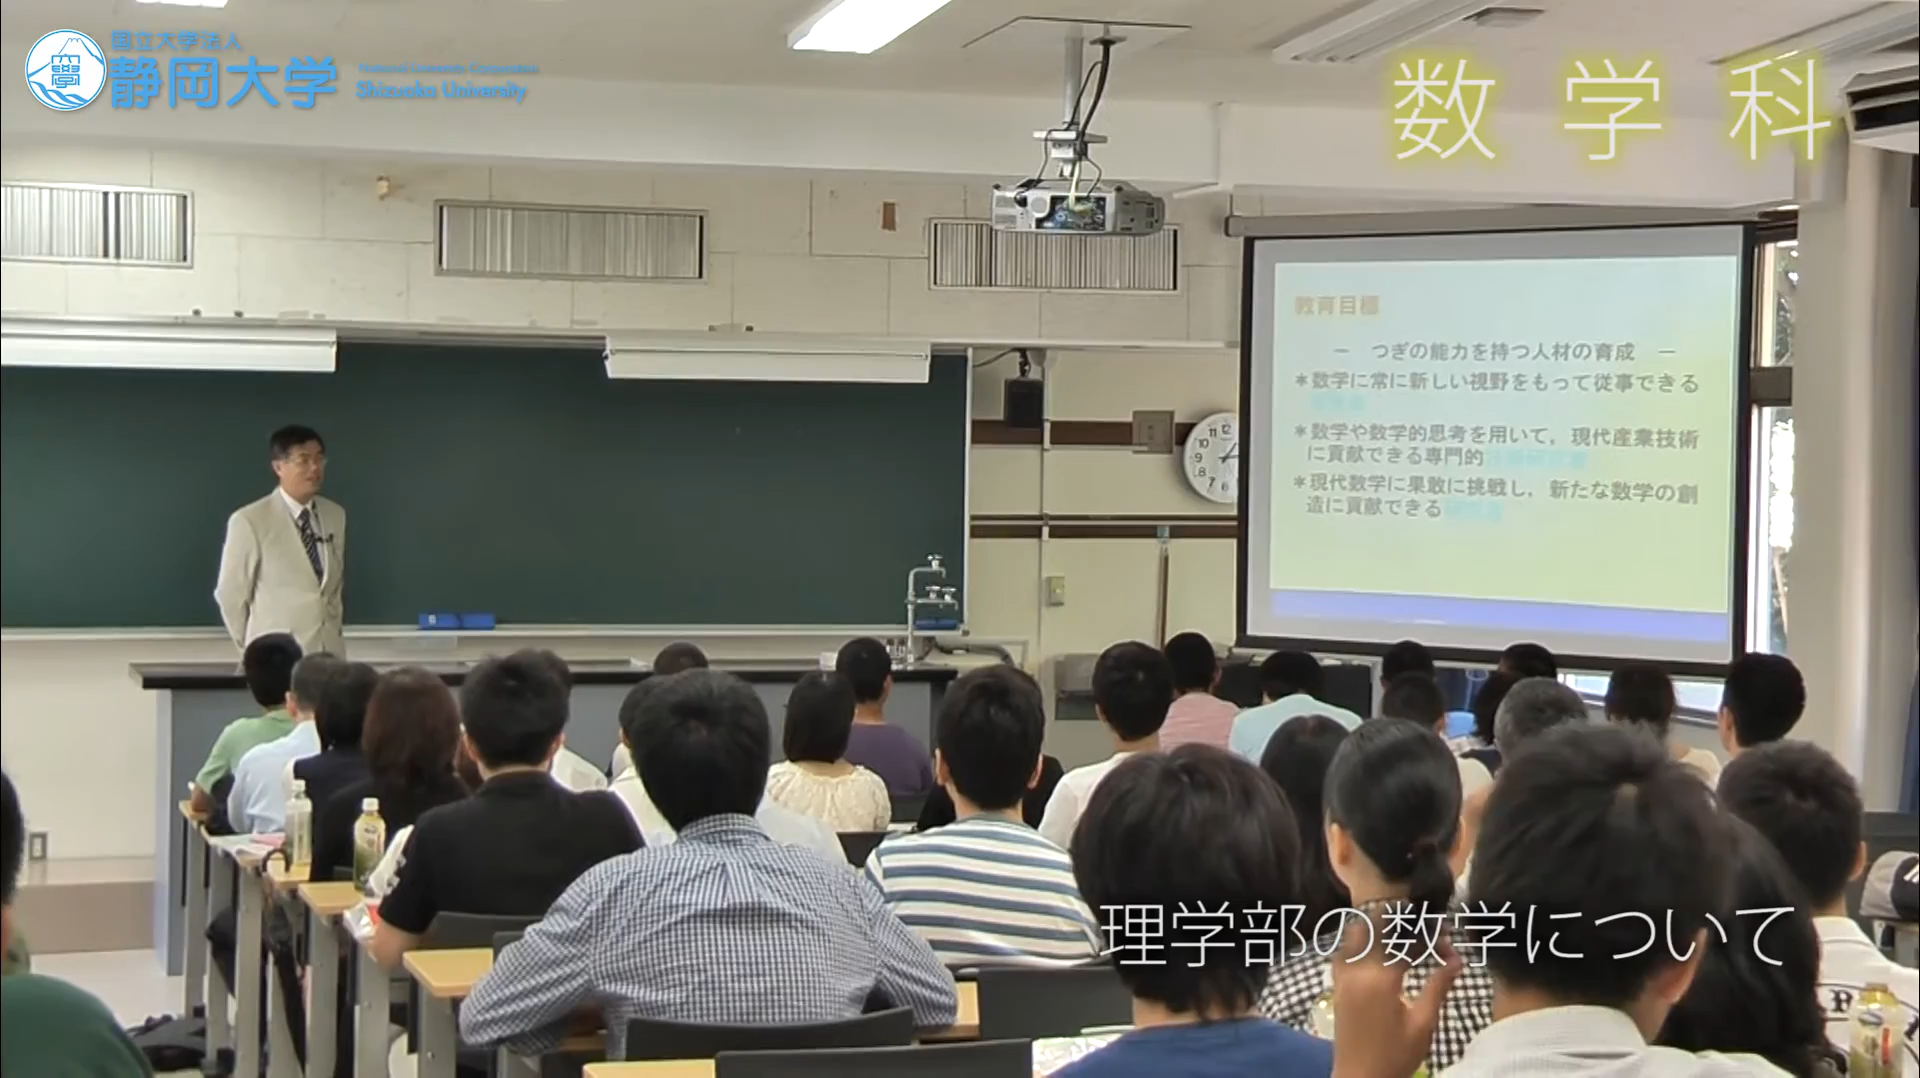 国立大学法人
静岡大学
National University Corporation
Shizuoka University
数学科
教育目標
－ つぎの能力を持つ人材の育成 －
＊数学に常に新しい視野をもって従事できる
＊数学や数学的思考を用いて，現代産業技術
に貢献できる専門的
＊現代数学に果敢に挑戦し，新たな数学の創
造に貢献できる
理学部の数学について